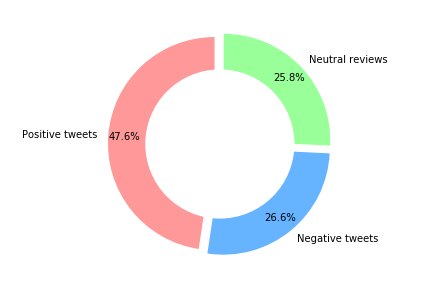 Neutral reviews
25.8%
Positive tweets
47.6%
26.6%
Negative tweets